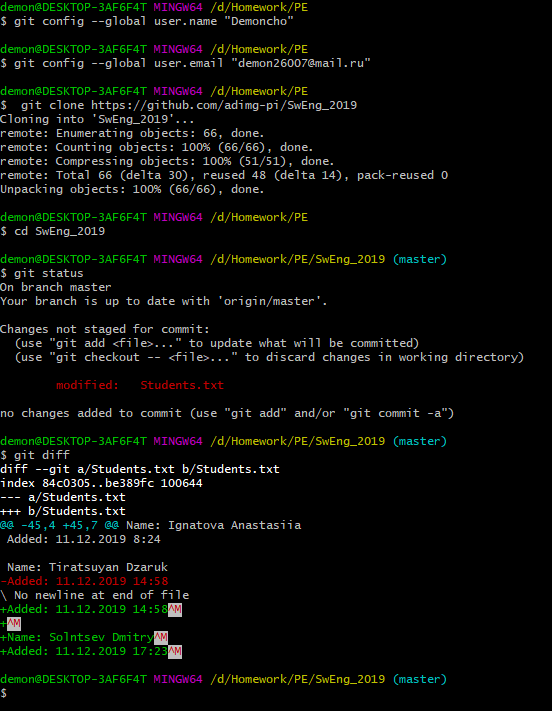 demon@DESKTOP-3AF6F4T MINGW64 /d/Homework/PE
$ git config --global user.name "Demoncho"
demon@DESKTOP-3AF6F4T MINGW64 /d/Homework/PE
$ git config --global user.email "demon26007@mail.ru"
demon@DESKTOP-3AF6F4T MINGW64 /d/Homework/PE
$  git clone https://github.com/adimg-pi/SwEng_2019
Cloning into 'SwEng_2019'...
remote: Enumerating objects: 66, done.
remote: Counting objects: 100% (66/66), done.
remote: Compressing objects: 100% (51/51), done.
remote: Total 66 (delta 30), reused 48 (delta 14), pack-reused 0
Unpacking objects: 100% (66/66), done.
demon@DESKTOP-3AF6F4T MINGW64 /d/Homework/PE
$ cd SwEng_2019
demon@DESKTOP-3AF6F4T MINGW64 /d/Homework/PE/SwEng_2019 (master)
$ git status
On branch master
Your branch is up to date with 'origin/master'.
Changes not staged for commit:
  (use "git add <file>..." to update what will be committed)
  (use "git checkout -- <file>..." to discard changes in working directory)
        modified:   Students.txt
no changes added to commit (use "git add" and/or "git commit -a")
demon@DESKTOP-3AF6F4T MINGW64 /d/Homework/PE/SwEng_2019 (master)
$ git diff
diff --git a/Students.txt b/Students.txt
index 84c0305..be389fc 100644
--- a/Students.txt
+++ b/Students.txt
@@ -45,4 +45,7 @@ Name: Ignatova Anastasiia
 Added: 11.12.2019 8:24
 Name: Tiratsuyan Dzaruk
-Added: 11.12.2019 14:58
\ No newline at end of file
+Added: 11.12.2019 14:58^M
+^M
+Name: Solntsev Dmitry^M
+Added: 11.12.2019 17:23^M
demon@DESKTOP-3AF6F4T MINGW64 /d/Homework/PE/SwEng_2019 (master)
$